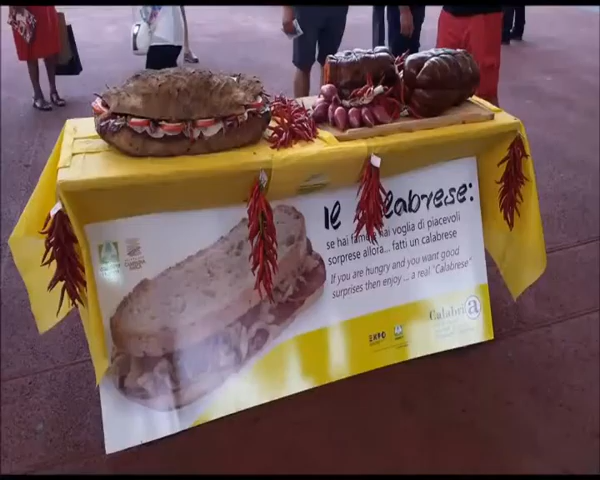 Il Calabrese:
se hai fame e hai voglia di piacevoli
sorprese allora... fatti un calabrese
If you are hungry and you want good
surprises then enjoy... a real "Calabrese"
Calabria
EXPO